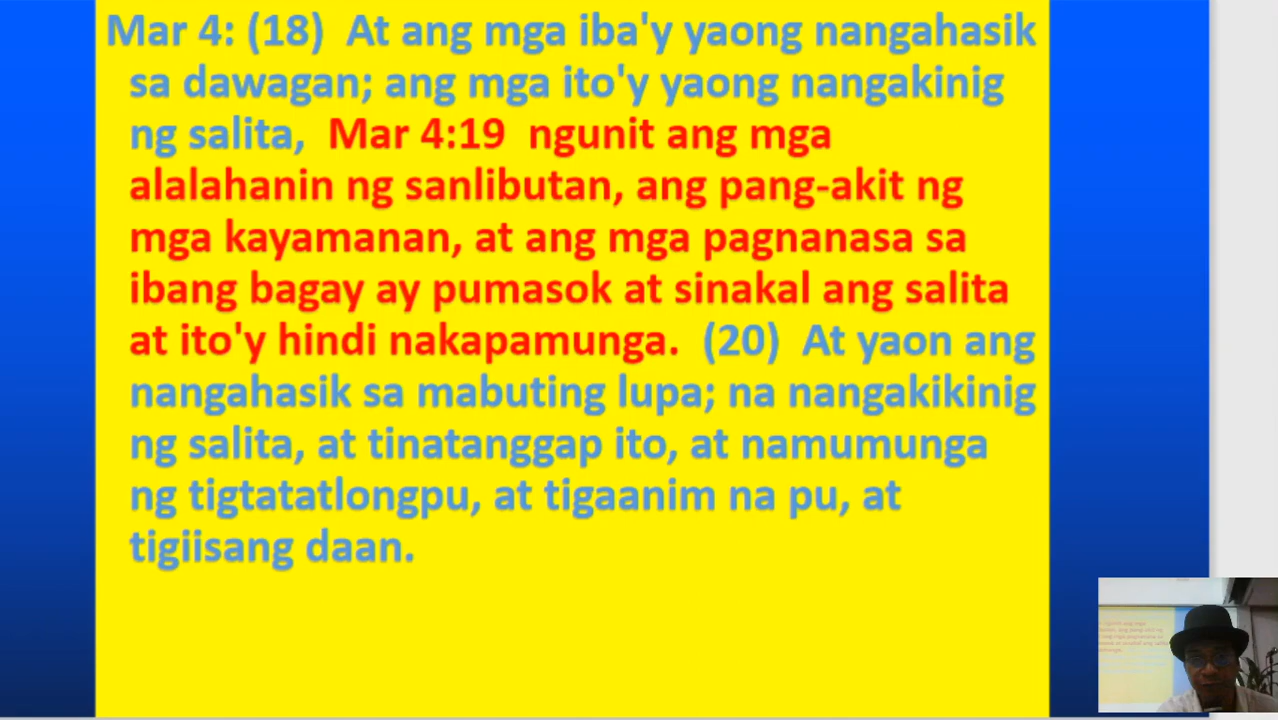 Mar 4: (18) At ang mga iba'y yaong nangahasik
sa dawagan; ang mga ito'y yaong nangakinig
ng salita, Mar 4:19 ngunit ang mga
alalahanin ng sanlibutan, ang pang-akit ng
mga kayamanan, at ang mga pagnanasa sa
ibang bagay ay pumasok at sinakal ang salita
at ito'y hindi nakapamunga. (20) At yaon ang
nangahasik sa mabuting lupa; na nangakikinig
ng salita, at tinatanggap ito, at namumunga
ng tigtatatlongpu, at tigaanim na pu, at
tigiisang daan.